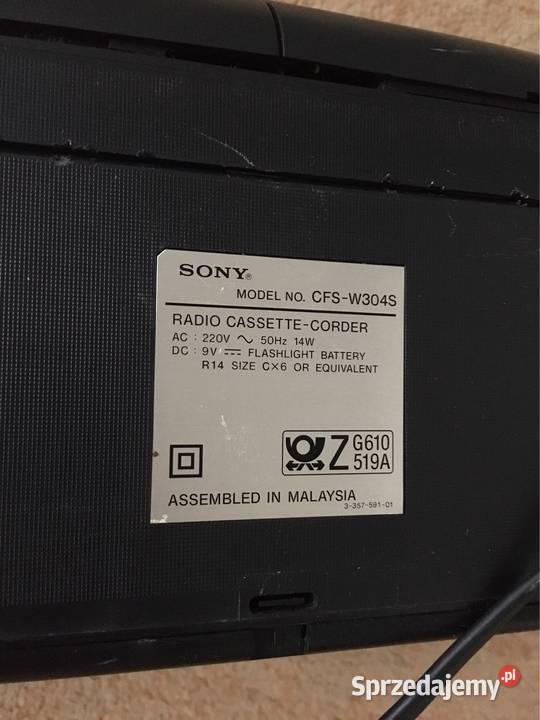 SONY®
MODEL NO. CFS-W304S
RADIO CASSETTE-CORDER
AC : 220V ∼ 50Hz 14W
DC : 9V ⎓ FLASHLIGHT BATTERY
R14 SIZE C×6 OR EQUIVALENT
Z G610
519A
ASSEMBLED IN MALAYSIA
3-357-591-01
Sprzedajemy.pl